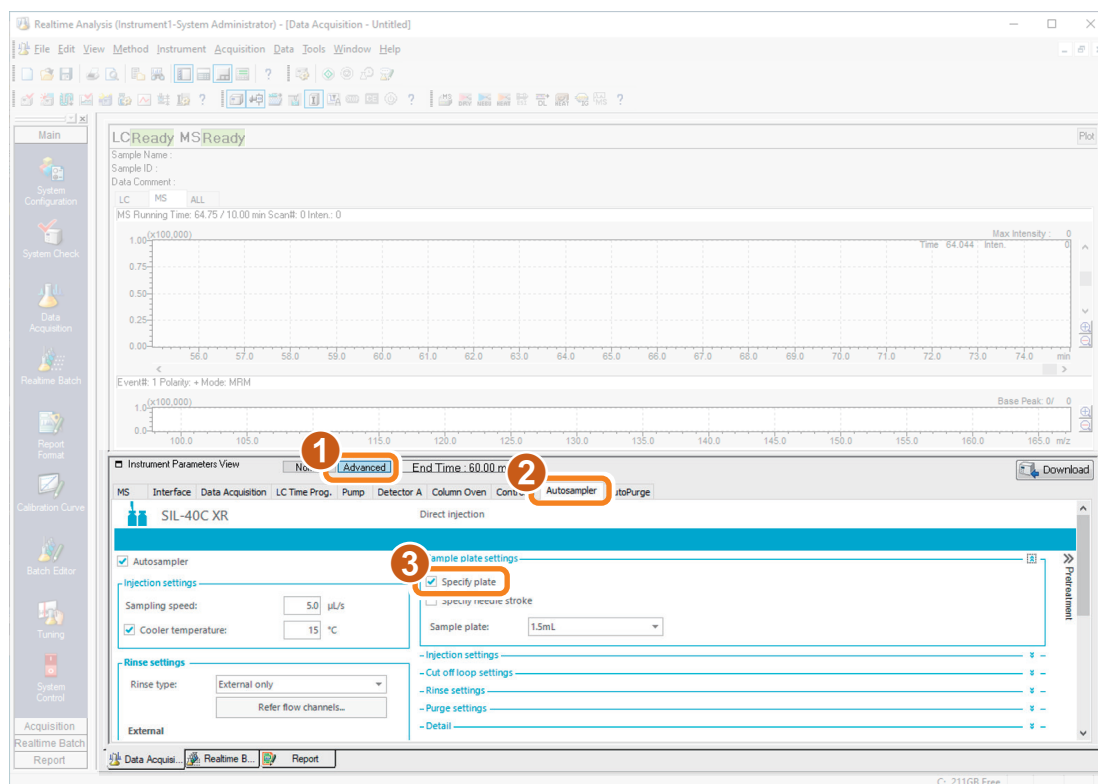 Realtime Analysis (Instrument1-System Administrator) - [Data Acquisition - Untitled]
File Edit View Method Instrument Acquisition Data Tools Window Help
Main
System Configuration
System Check
Data Acquisition
Realtime Batch
Report Format
Calibration Curve
Batch Editor
Tuning
System Control
Acquisition
Realtime Batch
Report
LC Ready MS Ready
Plot
Sample Name :
Sample ID :
Data Comment :
LC MS ALL
MS Running Time: 64.75 / 10.00 min Scan#: 0 Inten.: 0
(x100,000) Max Intensity : 0
Time 64.044 Inten. 0
1.00
0.75
0.50
0.25
0.00
56.0 57.0 58.0 59.0 60.0 61.0 62.0 63.0 64.0 65.0 66.0 67.0 68.0 69.0 70.0 71.0 72.0 73.0 74.0 min
Event#: 1 Polarity: + Mode: MRM
(x100,000) Base Peak: 0/ 0
1.0
0.0
100.0 105.0 115.0 120.0 125.0 130.0 135.0 140.0 145.0 150.0 155.0 160.0 165.0 m/z
1
2
Instrument Parameters View Advanced End Time : 60.00 m Download
MS Interface Data Acquisition LC Time Prog. Pump Detector A Column Oven Autosampler utoPurge
SIL-40C XR Direct injection
Autosampler
3
ample plate settings
Specify plate
Specify needle stroke
Sample plate: 1.5mL
Pretreatment
Injection settings
Sampling speed: 5.0 µL/s
Cooler temperature: 15 °C
Rinse settings
Rinse type: External only
Refer flow channels...
External
Injection settings
Cut off loop settings
Rinse settings
Purge settings
Detail
Data Acquisi... Realtime B... Report
C: 211GB Free